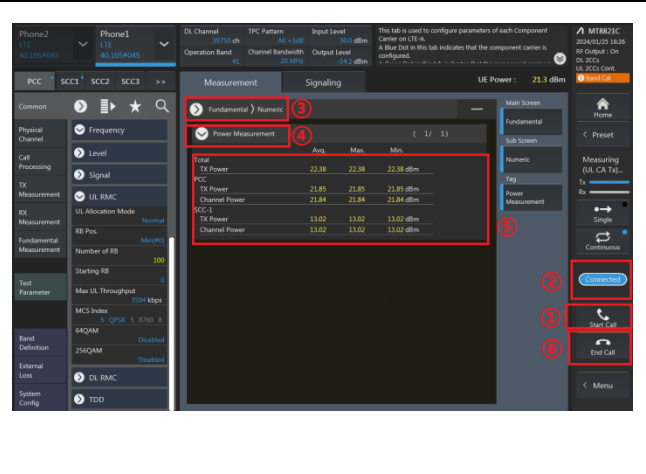 Phone2
LTE
40.105#045
Phone1
LTE
40.105#045
DL Channel
39750 ch
Operation Band
41
TPC Pattern
All +3dB
Channel Bandwidth
20 MHz
Input Level
30.0 dBm
Output Level
-54.2 dBm
This tab is used to configure parameters of each Component
Carrier on LTE-A.
A Blue Dot in this tab indicates that the component carrier is
configured.
MT8821C
2024/01/25 16:26
RF Output : On
DL 2CCs
UL 2CCs Cont.
Band Cal
PCC
SCC1
SCC2
SCC3
>>
Measurement
Signaling
UE Power : 21.3 dBm
Common
Physical
Channel
Call
Processing
TX
Measurement
RX
Measurement
Fundamental
Measurement
Test
Parameter
Band
Definition
External
Loss
System
Config
Frequency
Level
Signal
UL RMC
UL Allocation Mode
Normal
RB Pos.
Min(#0)
Number of RB
100
Starting RB
0
Max UL Throughput
3504 kbps
MCS Index
5 QPSK 5 8760 8
64QAM
Disabled
256QAM
Disabled
DL RMC
TDD
Fundamental
Numeric
③
Power Measurement
④
( 1/ 1)
Avg. Max. Min.
Total
TX Power 22.38 22.38 22.38 dBm
PCC
TX Power 21.85 21.85 21.85 dBm
Channel Power 21.84 21.84 21.84 dBm
SCC-1
TX Power 13.02 13.02 13.02 dBm
Channel Power 13.02 13.02 13.02 dBm
⑤
Main Screen
Fundamental
Sub Screen
Numeric
Tag
Power
Measurement
Home
< Preset
Measuring
(UL CA Tx)...
Tx
Rx
Single
Continuous
②
Connected
①
Start Call
⑥
End Call
< Menu